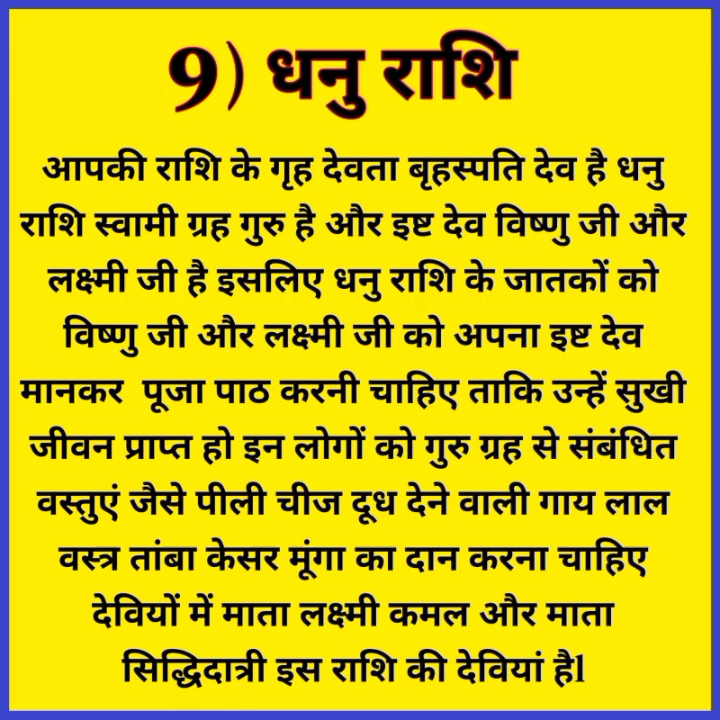 9) धनु राशि
आपकी राशि के गृह देवता बृहस्पति देव है धनु
राशि स्वामी ग्रह गुरु है और इष्ट देव विष्णु जी और
लक्ष्मी जी है इसलिए धनु राशि के जातकों को
विष्णु जी और लक्ष्मी जी को अपना इष्ट देव
मानकर पूजा पाठ करनी चाहिए ताकि उन्हें सुखी
जीवन प्राप्त हो इन लोगों को गुरु ग्रह से संबंधित
वस्तुएं जैसे पीली चीज दूध देने वाली गाय लाल
वस्त्र तांबा केसर मूंगा का दान करना चाहिए
देवियों में माता लक्ष्मी कमल और माता
सिद्धिदात्री इस राशि की देवियां है1